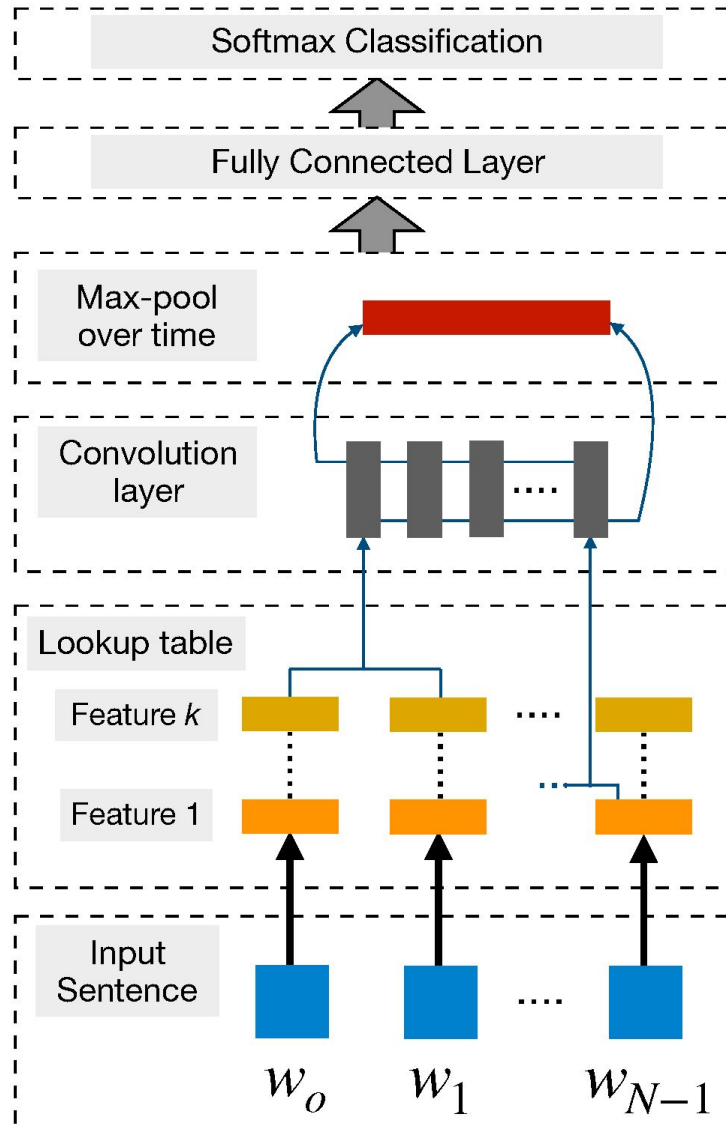 Softmax Classification
Fully Connected Layer
Max-pool
over time
Convolution
layer
....
Lookup table
Feature k
....
Feature 1
Input
Sentence
....
w_o w_1 w_{N-1}